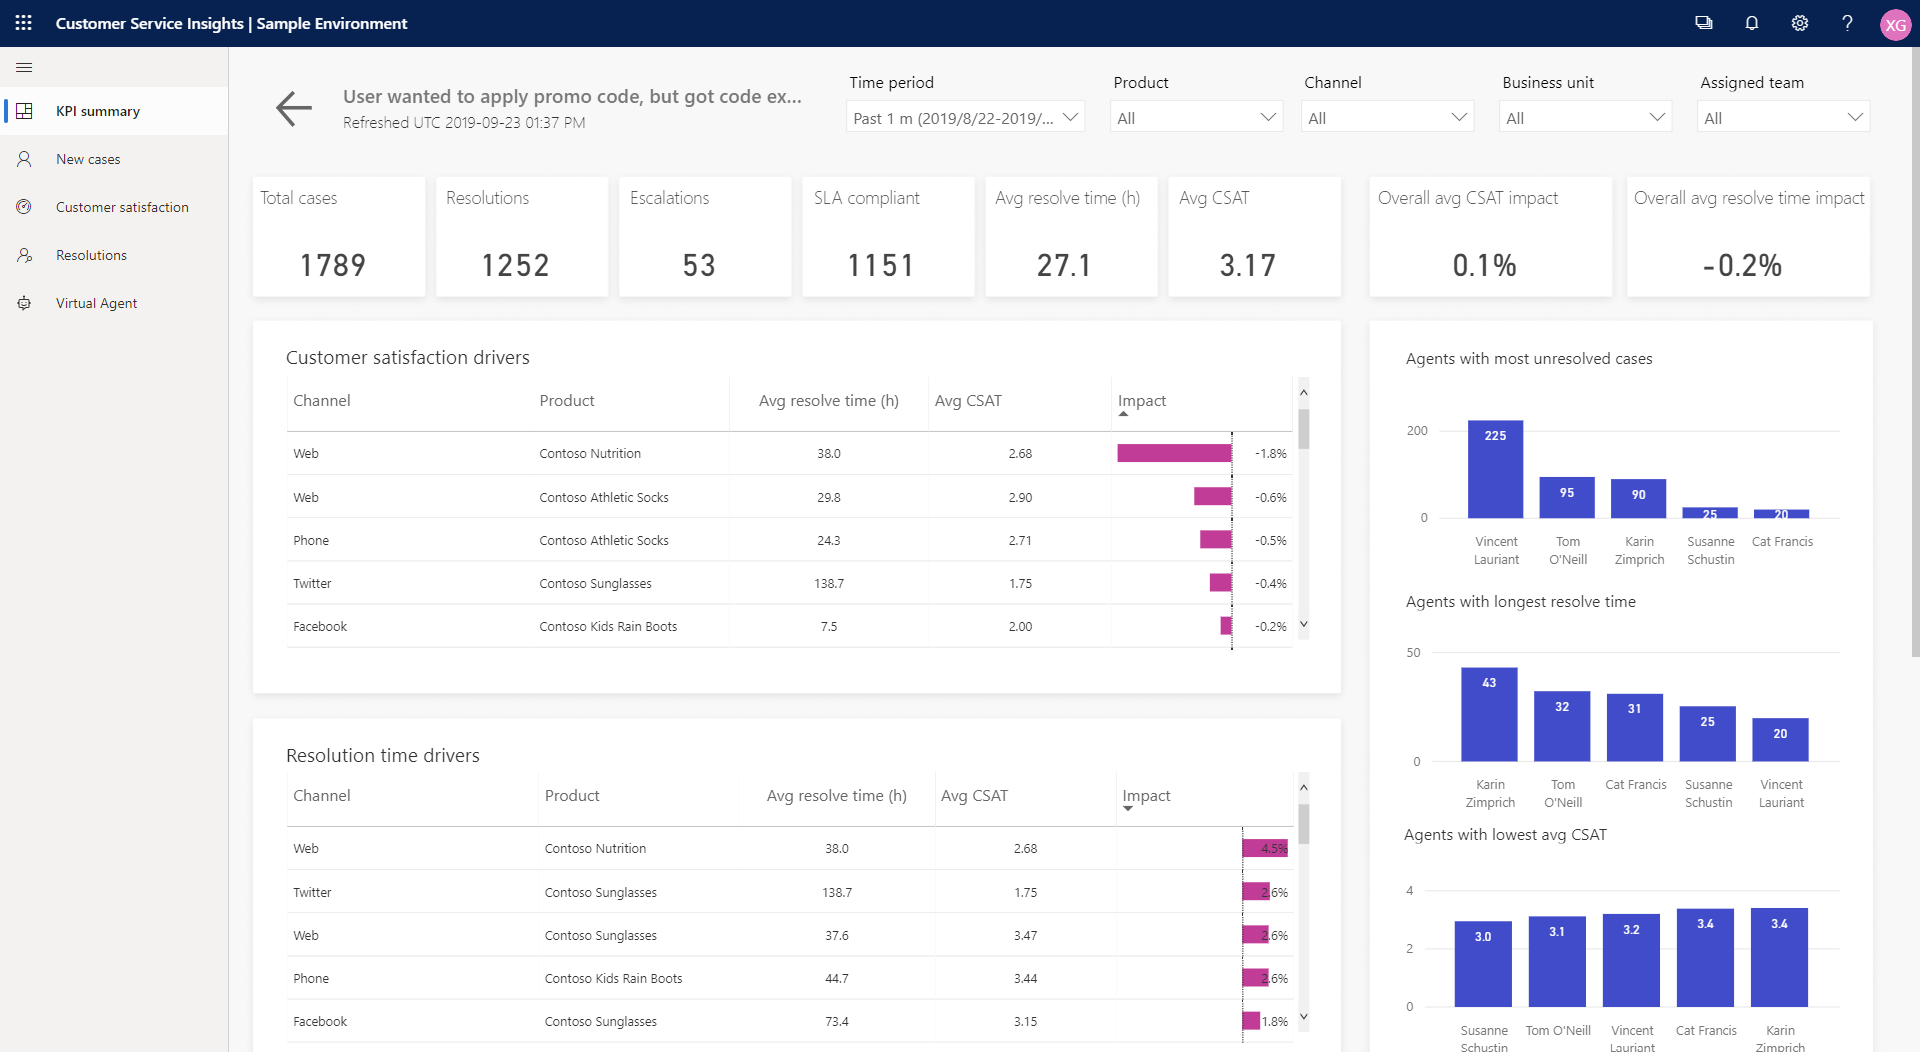 Customer Service Insights | Sample Environment
XG
KPI summary
New cases
Customer satisfaction
Resolutions
Virtual Agent
User wanted to apply promo code, but got code ex...
Refreshed UTC 2019-09-23 01:37 PM
Time period
Past 1 m (2019/8/22-2019/...
Product
All
Channel
All
Business unit
All
Assigned team
All
Total cases
1789
Resolutions
1252
Escalations
53
SLA compliant
1151
Avg resolve time (h)
27.1
Avg CSAT
3.17
Overall avg CSAT impact
0.1%
Overall avg resolve time impact
-0.2%
Customer satisfaction drivers
Channel Product Avg resolve time (h) Avg CSAT Impact
Web Contoso Nutrition 38.0 2.68 -1.8%
Web Contoso Athletic Socks 29.8 2.90 -0.6%
Phone Contoso Athletic Socks 24.3 2.71 -0.5%
Twitter Contoso Sunglasses 138.7 1.75 -0.4%
Facebook Contoso Kids Rain Boots 7.5 2.00 -0.2%
Resolution time drivers
Channel Product Avg resolve time (h) Avg CSAT Impact
Web Contoso Nutrition 38.0 2.68 4.5%
Twitter Contoso Sunglasses 138.7 1.75 2.6%
Web Contoso Sunglasses 37.6 3.47 2.6%
Phone Contoso Kids Rain Boots 44.7 3.44 2.6%
Facebook Contoso Sunglasses 73.4 3.15 1.8%
Agents with most unresolved cases
200
0
225 95 90 25 20
Vincent Tom Karin Susanne Cat Francis
Lauriant O'Neill Zimprich Schustin
Agents with longest resolve time
50
0
43 32 31 25 20
Karin Tom Cat Francis Susanne Vincent
Zimprich O'Neill Schustin Lauriant
Agents with lowest avg CSAT
4
2
0
3.0 3.1 3.2 3.4 3.4
Susanne Tom O'Neill Vincent Cat Francis Karin
Schustin Lauriant Zimprich